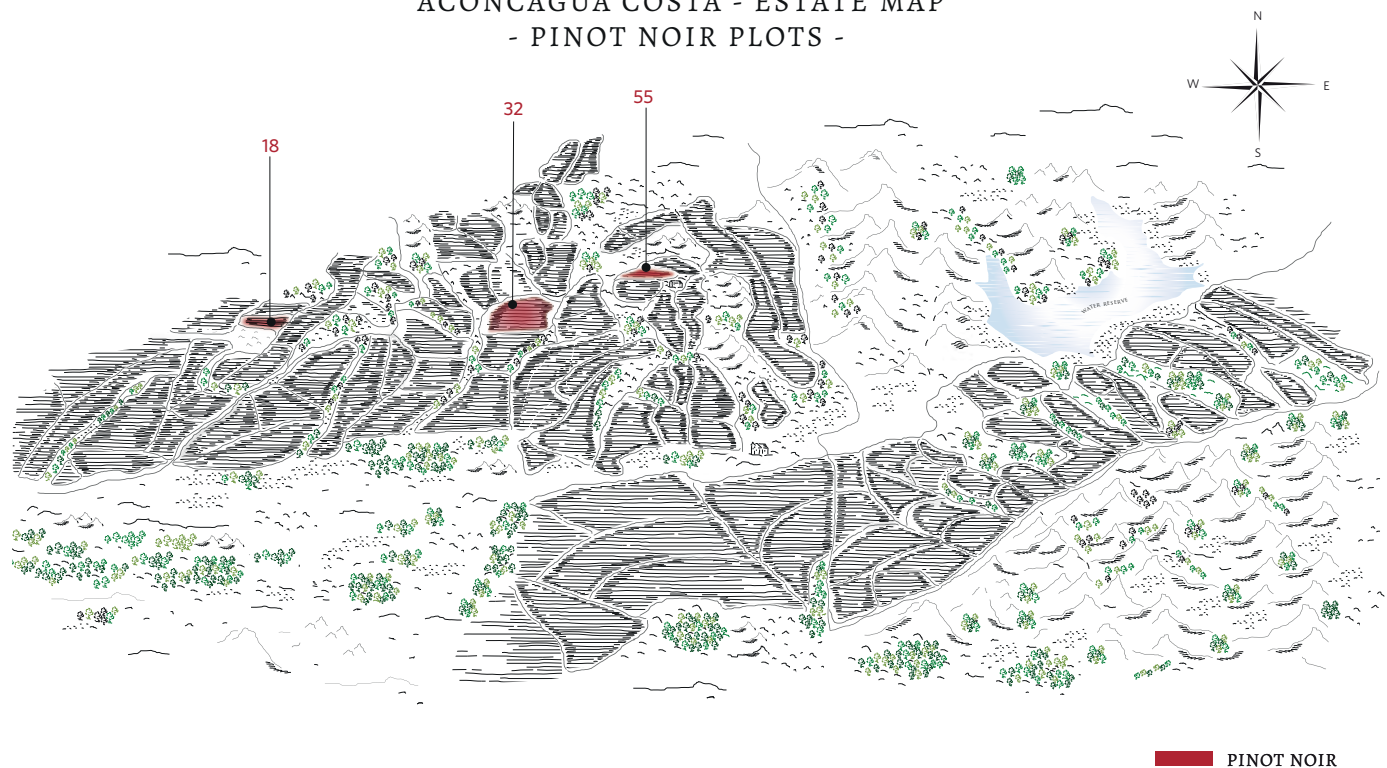 ACONCAGUA COSTA - ESTATE MAP
- PINOT NOIR PLOTS -
N
W E
S
55
32
18
WATER RESERVE
PINOT NOIR